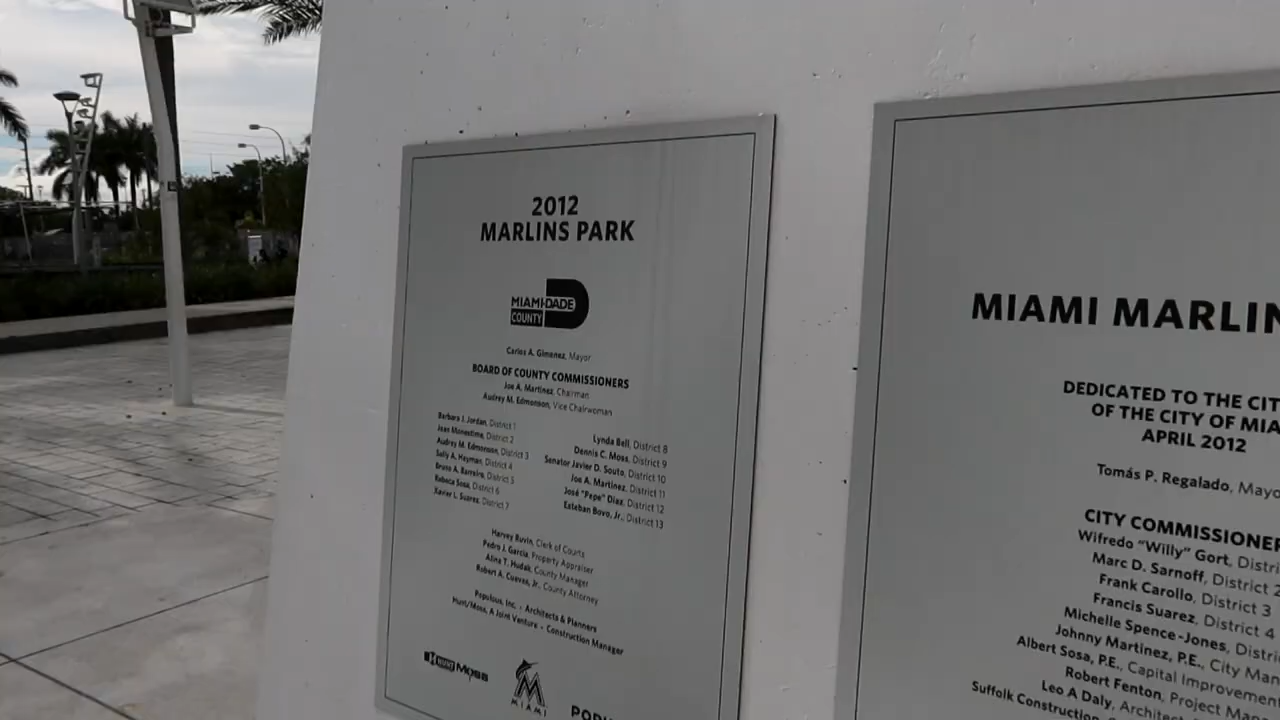 2012
MARLINS PARK
MIAMI-DADE
COUNTY
Carlos A. Gimenez, Mayor
BOARD OF COUNTY COMMISSIONERS
Joe A. Martinez, Chairman
Audrey M. Edmonson, Vice Chairwoman
Barbara J. Jordan, District 1
Jean Monestime, District 2
Audrey M. Edmonson, District 3
Sally A. Heyman, District 4
Bruno A. Barreiro, District 5
Rebeca Sosa, District 6
Xavier L. Suarez, District 7
Lynda Bell, District 8
Dennis C. Moss, District 9
Senator Javier D. Souto, District 10
Joe A. Martinez, District 11
José "Pepe" Diaz, District 12
Esteban Bovo, Jr., District 13
Harvey Ruvin, Clerk of Courts
Pedro J. Garcia, Property Appraiser
Alina T. Hudak, County Manager
Robert A. Cuevas, Jr., County Attorney
Populous, Inc. • Architects & Planners
Hunt/Moss, A Joint Venture • Construction Manager
HUNT MOSS
MIAMI
MIAMI MARLIN
DEDICATED TO THE CIT
OF THE CITY OF MIA
APRIL 2012
Tomás P. Regalado, Mayo
CITY COMMISSIONER
Wifredo "Willy" Gort, Distri
Marc D. Sarnoff, District 2
Frank Carollo, District 3
Francis Suarez, District 4
Michelle Spence-Jones, Distri
Johnny Martinez, P.E., City Man
Albert Sosa, P.E., Capital Improvemen
Robert Fenton, Project Mana
Leo A Daly, Architec
Suffolk Construction,